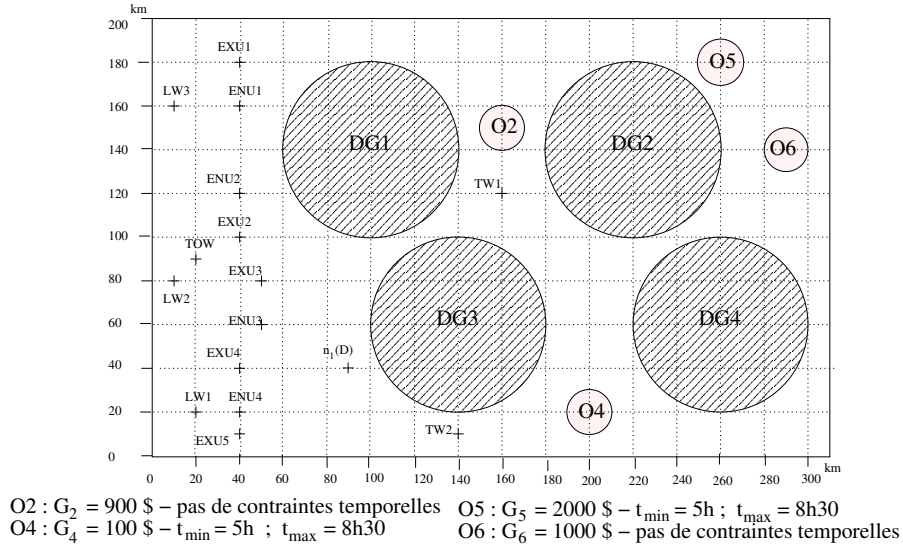 km
200
EXU1
180
O5
LW3
ENU1
160
O2
DG1
DG2
140
O6
ENU2
TW1
120
EXU2
100
TOW
EXU3
80
LW2
ENU3
DG3
DG4
60
EXU4
n₁(D)
40
LW1
ENU4
20
O4
EXU5
TW2
0
km
0 20 40 60 80 100 120 140 160 180 200 220 240 260 280 300
O2 : G₂ = 900 $ – pas de contraintes temporelles
O5 : G₅ = 2000 $ – t_min = 5h ; t_max = 8h30
O4 : G₄ = 100 $ – t_min = 5h ; t_max = 8h30
O6 : G₆ = 1000 $ – pas de contraintes temporelles